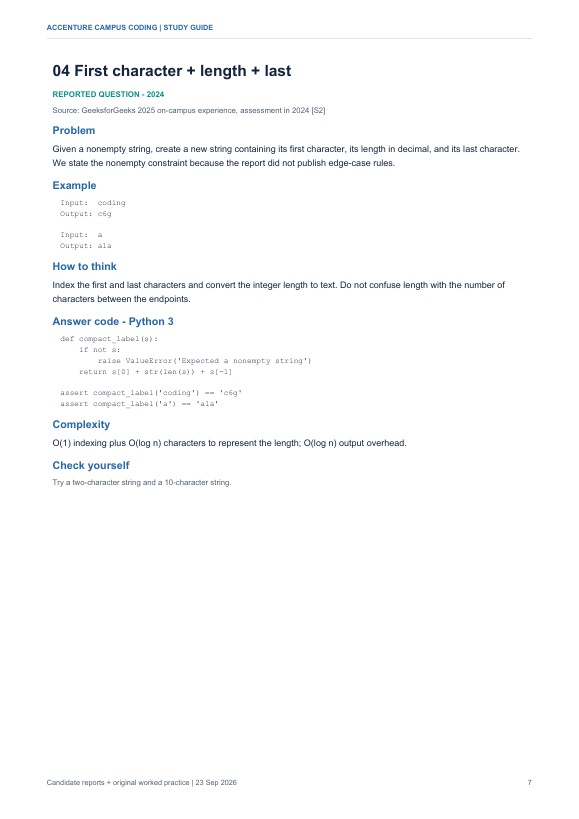 ACCENTURE CAMPUS CODING | STUDY GUIDE
04 First character + length + last
REPORTED QUESTION - 2024
Source: GeeksforGeeks 2025 on-campus experience, assessment in 2024 [S2]
Problem
Given a nonempty string, create a new string containing its first character, its length in decimal, and its last character.
We state the nonempty constraint because the report did not publish edge-case rules.
Example
Input:  coding
Output: c6g
Input:  a
Output: a1a
How to think
Index the first and last characters and convert the integer length to text. Do not confuse length with the number of
characters between the endpoints.
Answer code - Python 3
def compact_label(s):
    if not s:
        raise ValueError('Expected a nonempty string')
    return s[0] + str(len(s)) + s[-1]
assert compact_label('coding') == 'c6g'
assert compact_label('a') == 'a1a'
Complexity
O(1) indexing plus O(log n) characters to represent the length; O(log n) output overhead.
Check yourself
Try a two-character string and a 10-character string.
Candidate reports + original worked practice | 23 Sep 2026
7